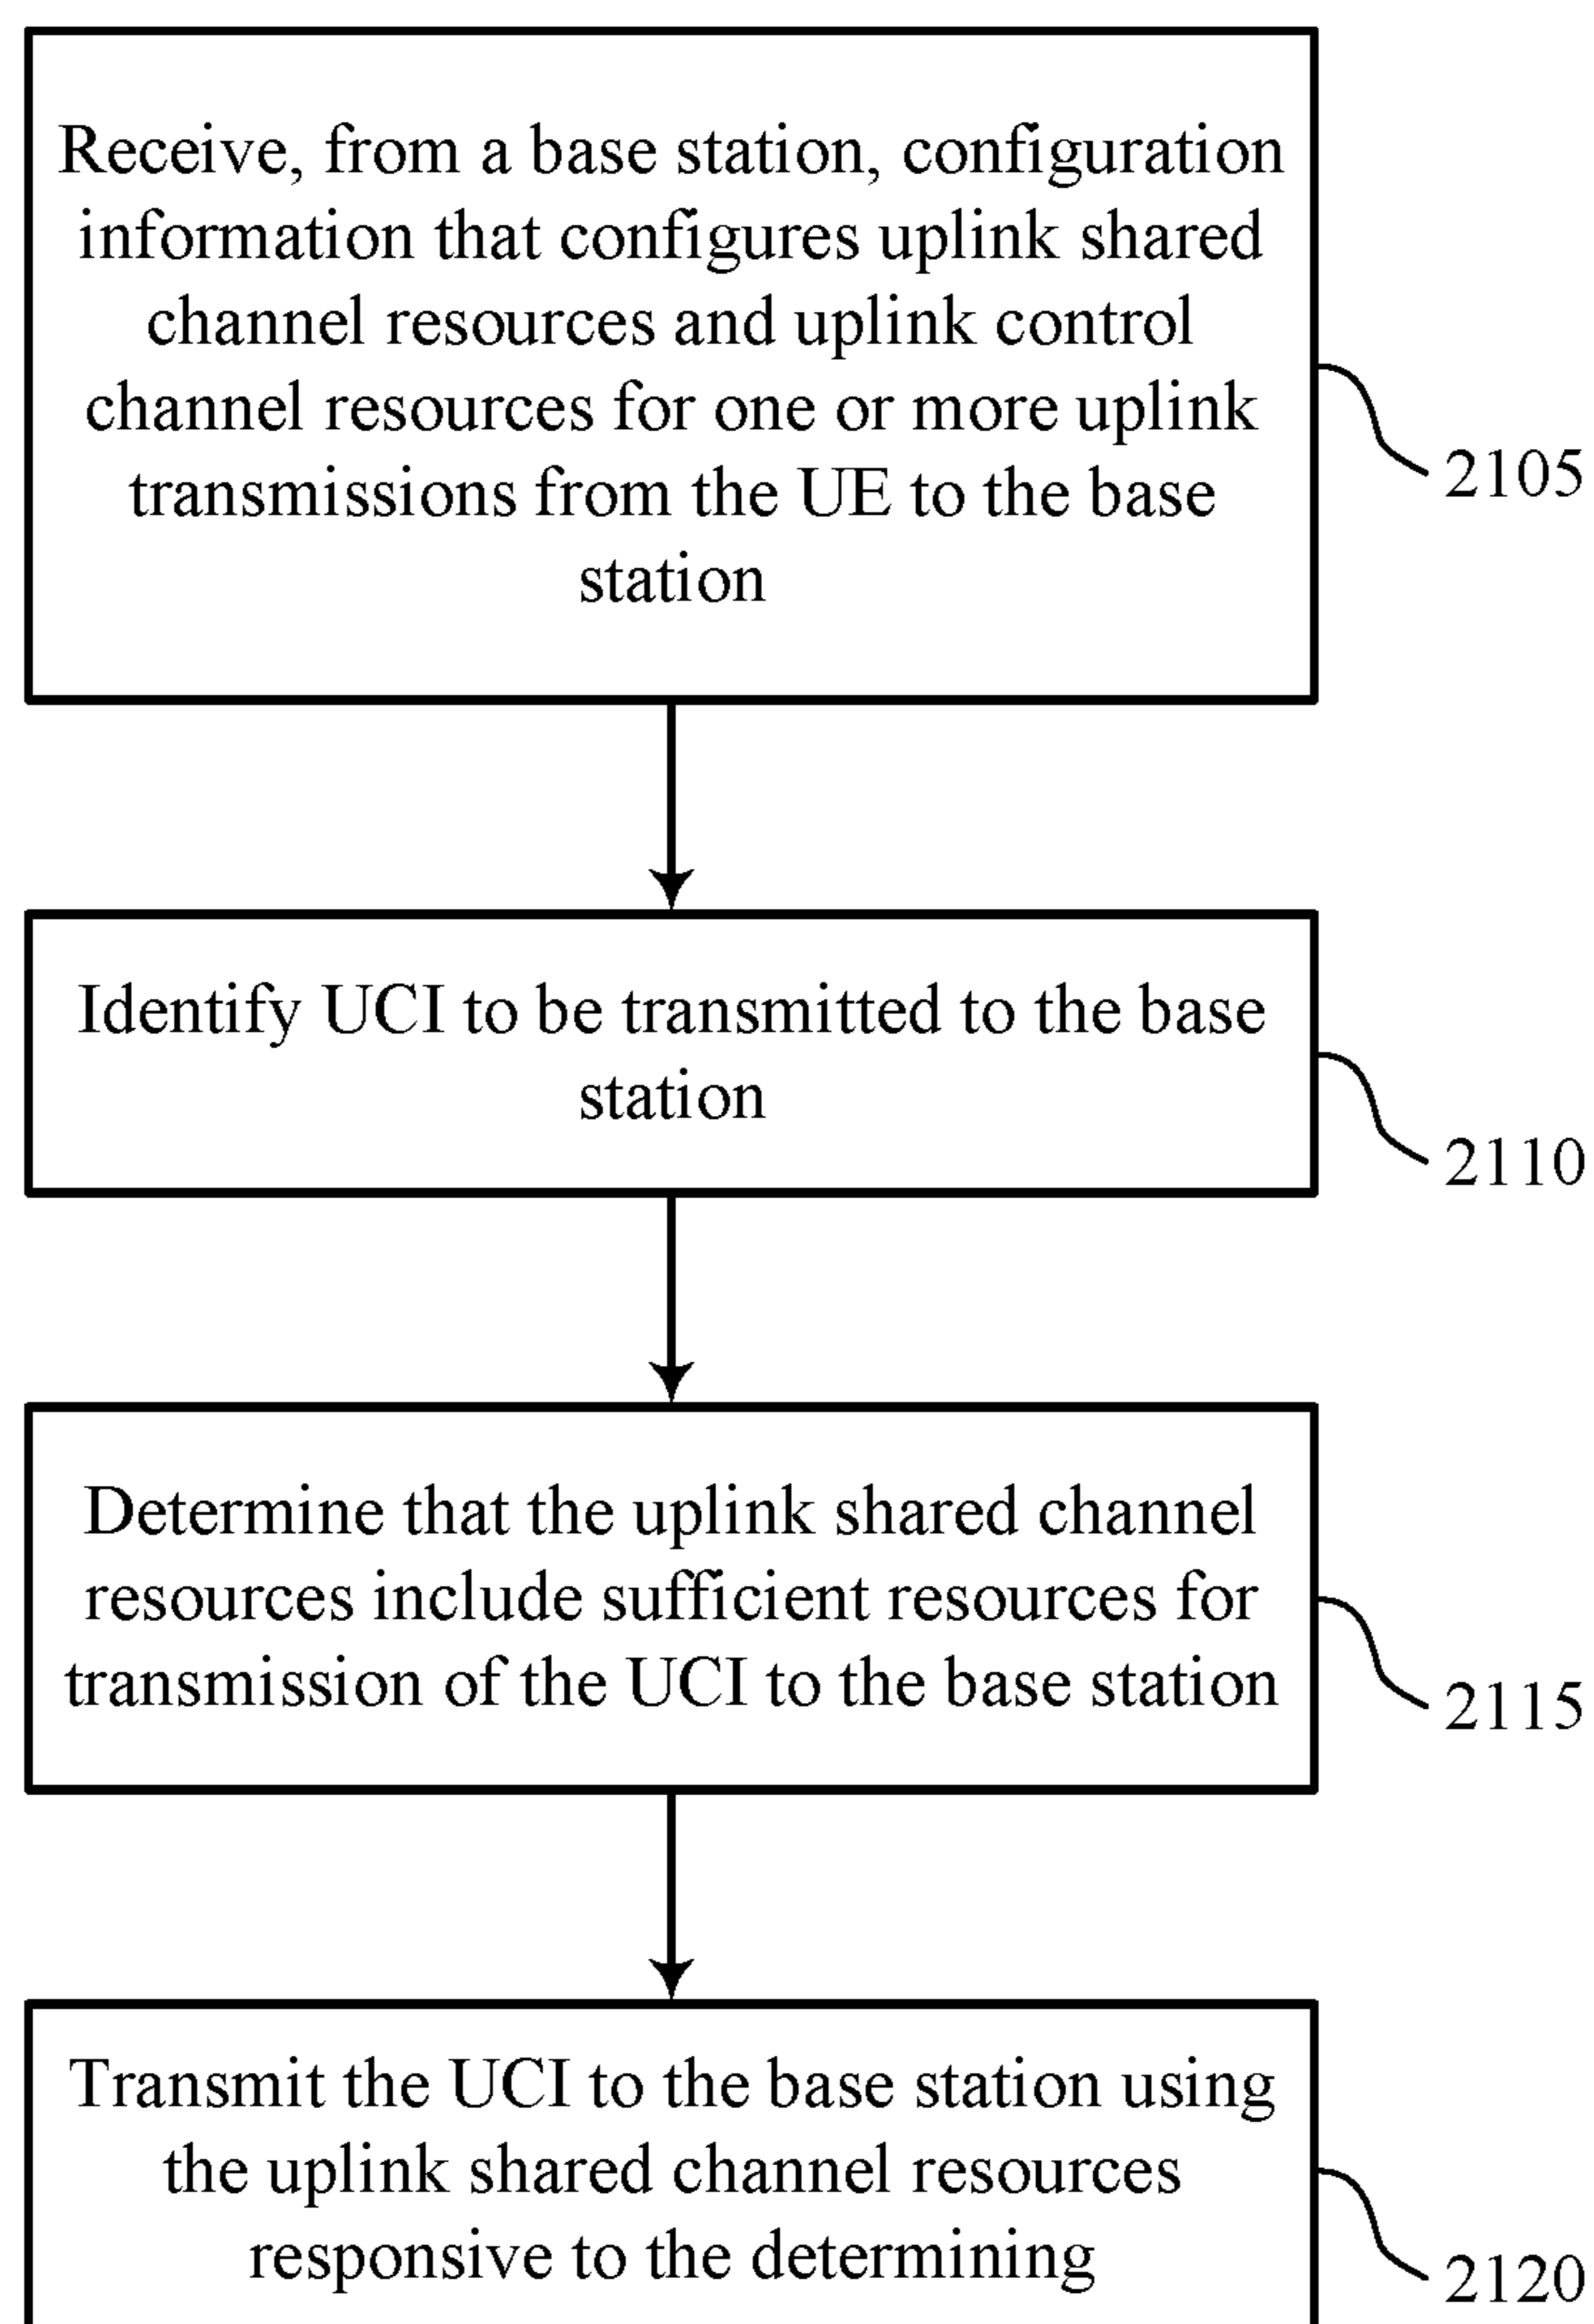 Receive, from a base station, configuration
information that configures uplink shared
channel resources and uplink control
channel resources for one or more uplink
transmissions from the UE to the base
station
2105
Identify UCI to be transmitted to the base
station
2110
Determine that the uplink shared channel
resources include sufficient resources for
transmission of the UCI to the base station
2115
Transmit the UCI to the base station using
the uplink shared channel resources
responsive to the determining
2120